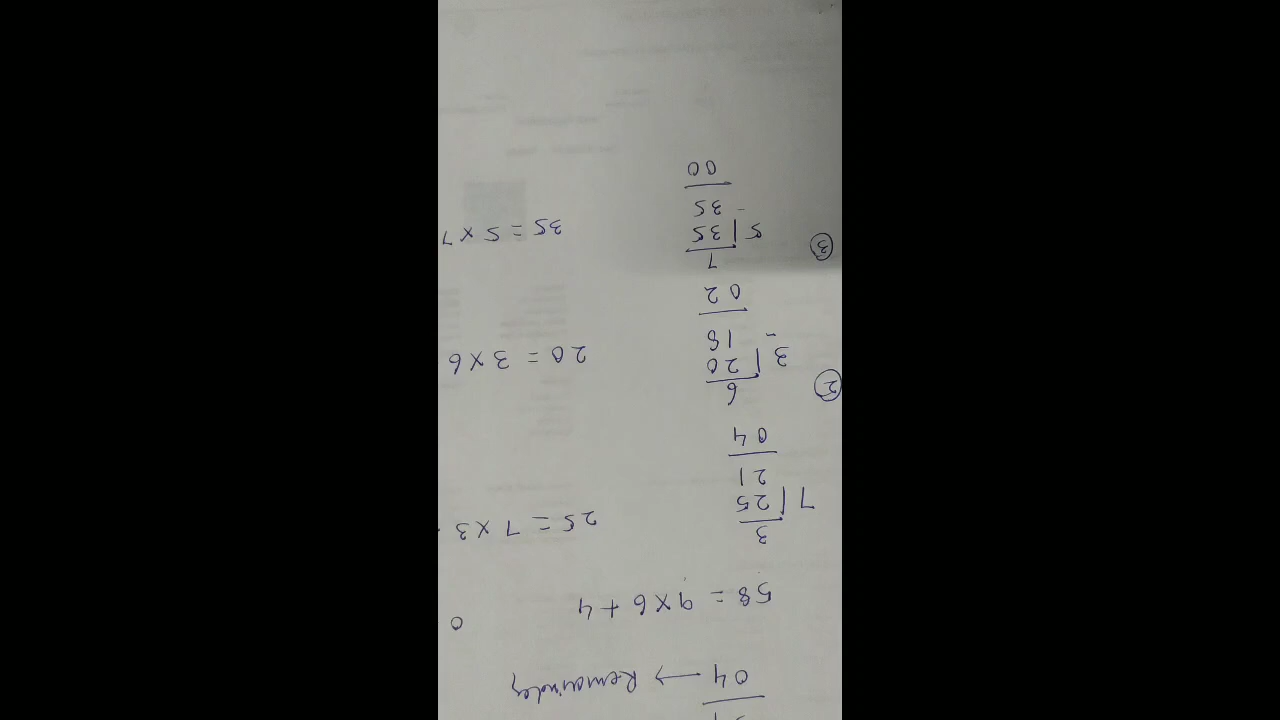 04 → Remainder
58 = 9 × 6 + 4
0
3
7 25 25 = 7 × 3
21
04
② 6
3 20 20 = 3 × 6
- 18
02
③ 7
5 35 35 = 5 × 7
- 35
00